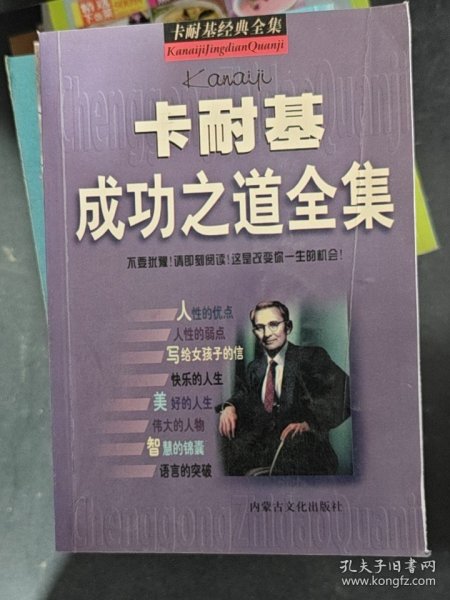 卡耐基经典全集
KanaijiJingdianQuanji
Kanaiji
卡耐基
成功之道全集
不要犹豫!请即刻阅读!这是改变你一生的机会!
人性的优点
人性的弱点
写给女孩子的信
快乐的人生
美好的人生
伟大的人物
智慧的锦囊
语言的突破
内蒙古文化出版社
ChenggongzhidaoQuanji
孔夫子旧书网
www.kongfz.com